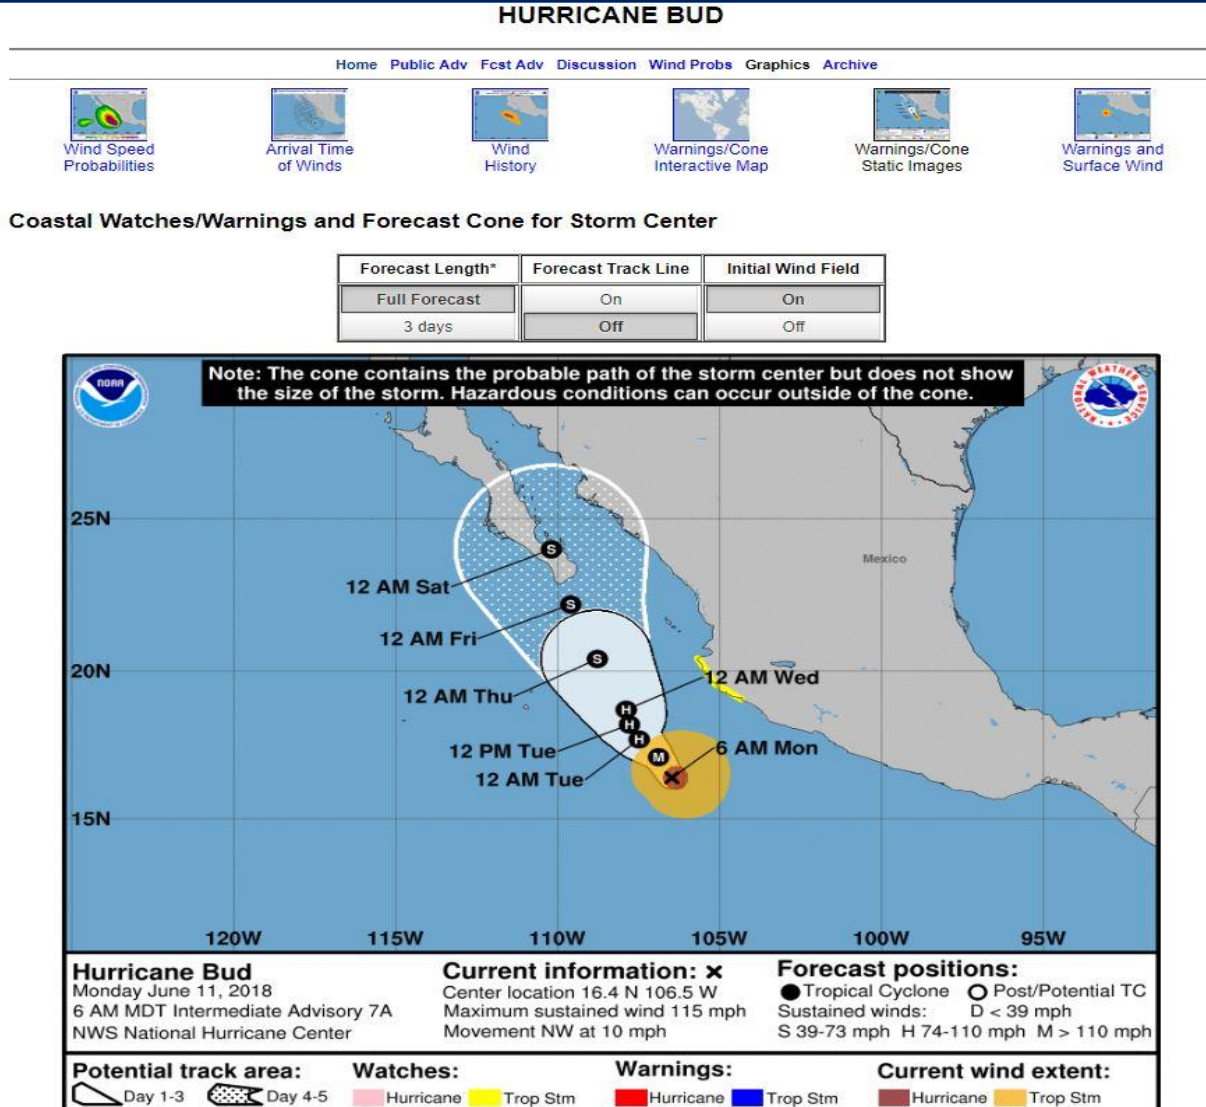 HURRICANE BUD
Home Public Adv Fcst Adv Discussion Wind Probs Graphics Archive
Wind Speed
Probabilities
Arrival Time
of Winds
Wind
History
Warnings/Cone
Interactive Map
Warnings/Cone
Static Images
Warnings and
Surface Wind
Coastal Watches/Warnings and Forecast Cone for Storm Center
Forecast Length* Forecast Track Line Initial Wind Field
Full Forecast On On
3 days Off Off
NOAA
Note: The cone contains the probable path of the storm center but does not show
the size of the storm. Hazardous conditions can occur outside of the cone.
NATIONAL WEATHER SERVICE
25N
Mexico
S
12 AM Sat
S
12 AM Fri
S
20N
12 AM Wed
12 AM Thu
H
H
H
12 PM Tue
6 AM Mon
M
12 AM Tue
15N
120W 115W 110W 105W 100W 95W
Hurricane Bud
Monday June 11, 2018
6 AM MDT Intermediate Advisory 7A
NWS National Hurricane Center
Current information: x
Center location 16.4 N 106.5 W
Maximum sustained wind 115 mph
Movement NW at 10 mph
Forecast positions:
Tropical Cyclone Post/Potential TC
Sustained winds: D < 39 mph
S 39-73 mph H 74-110 mph M > 110 mph
Potential track area:
Day 1-3 Day 4-5
Watches:
Hurricane Trop Stm
Warnings:
Hurricane Trop Stm
Current wind extent:
Hurricane Trop Stm